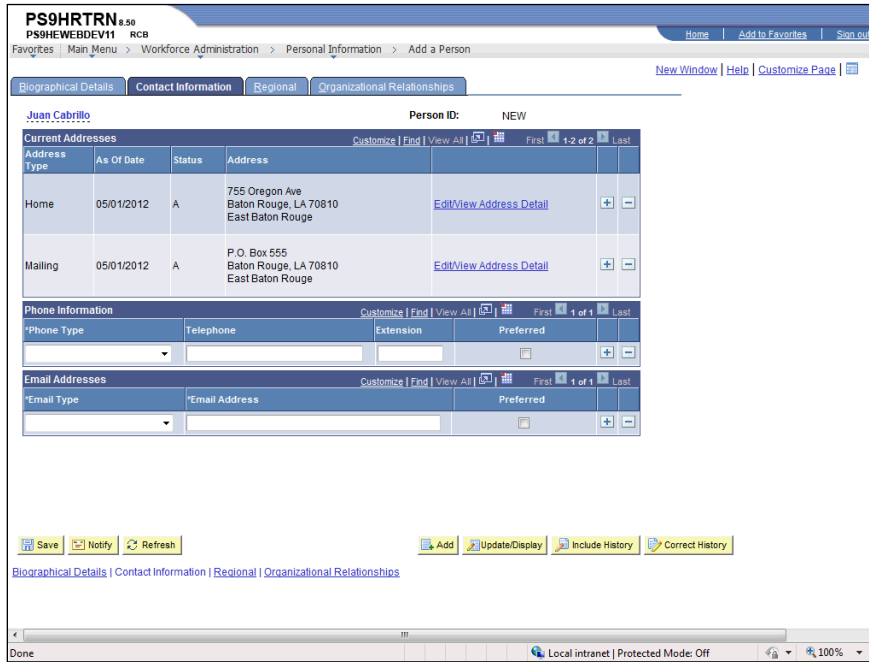 PS9HRTRN 8.50
PS9HEWEBDEV11 RCB
Home | Add to Favorites | Sign out
Favorites | Main Menu > Workforce Administration > Personal Information > Add a Person
New Window | Help | Customize Page |
Biographical Details Contact Information Regional Organizational Relationships
Juan Cabrillo Person ID: NEW
Current Addresses Customize | Find | View All | | First 1-2 of 2 Last
Address Type As Of Date Status Address
Home 05/01/2012 A 755 Oregon Ave
Baton Rouge, LA 70810
East Baton Rouge
Edit/View Address Detail + −
Mailing 05/01/2012 A P.O. Box 555
Baton Rouge, LA 70810
East Baton Rouge
Edit/View Address Detail + −
Phone Information Customize | Find | View All | | First 1 of 1 Last
*Phone Type Telephone Extension Preferred
+ −
Email Addresses Customize | Find | View All | | First 1 of 1 Last
*Email Type *Email Address Preferred
+ −
Save Notify Refresh Add Update/Display Include History Correct History
Biographical Details | Contact Information | Regional | Organizational Relationships
Done Local intranet | Protected Mode: Off 100%